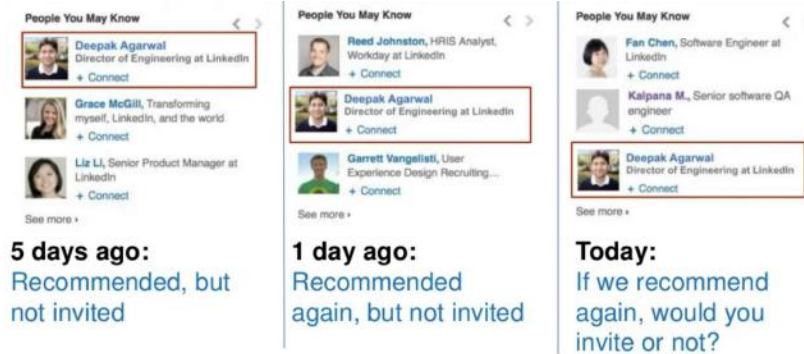 People You May Know
Deepak Agarwal
Director of Engineering at LinkedIn
+ Connect
Grace McGill, Transforming
myself, LinkedIn, and the world
+ Connect
Liz Li, Senior Product Manager at
LinkedIn
+ Connect
See more ›
5 days ago:
Recommended, but
not invited
People You May Know
Reed Johnston, HRIS Analyst,
Workday at LinkedIn
+ Connect
Deepak Agarwal
Director of Engineering at LinkedIn
+ Connect
Garrett Vangelisti, User
Experience Design Recruiting...
+ Connect
See more ›
1 day ago:
Recommended
again, but not invited
People You May Know
Fan Chen, Software Engineer at
LinkedIn
+ Connect
Kalpana M., Senior software QA
engineer
+ Connect
Deepak Agarwal
Director of Engineering at LinkedIn
+ Connect
See more ›
Today:
If we recommend
again, would you
invite or not?